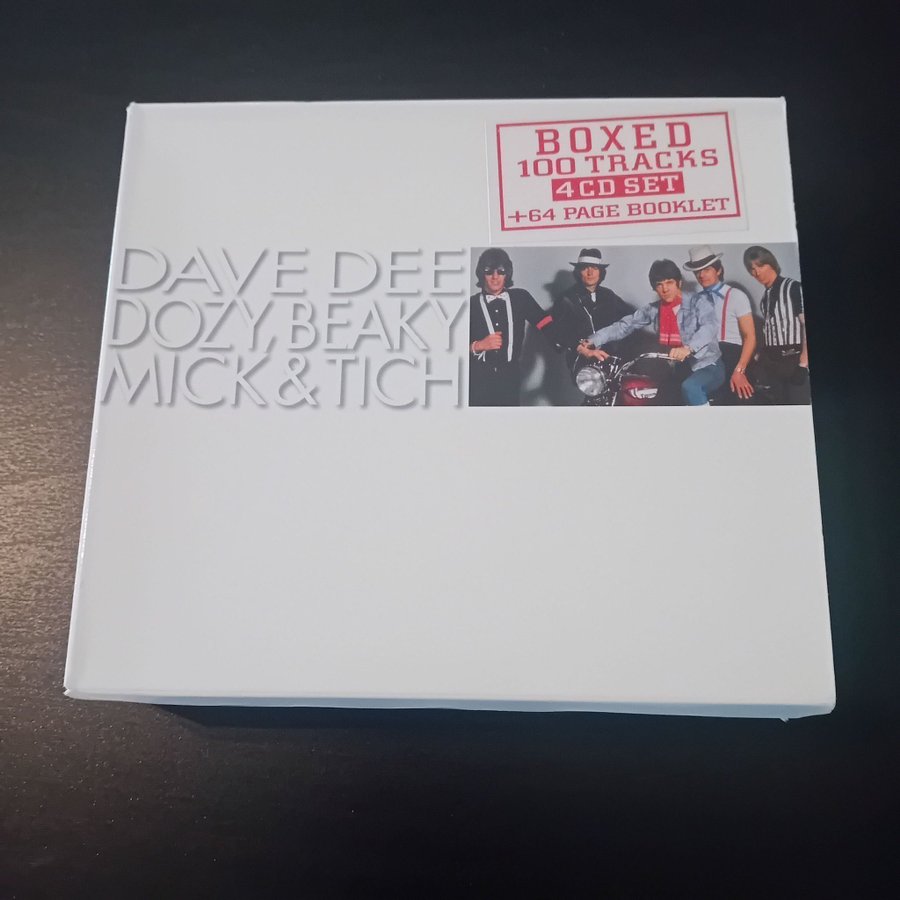 BOXED
100 TRACKS
4CD SET
+64 PAGE BOOKLET
DAVE DEE
DOZY, BEAKY
MICK & TICH